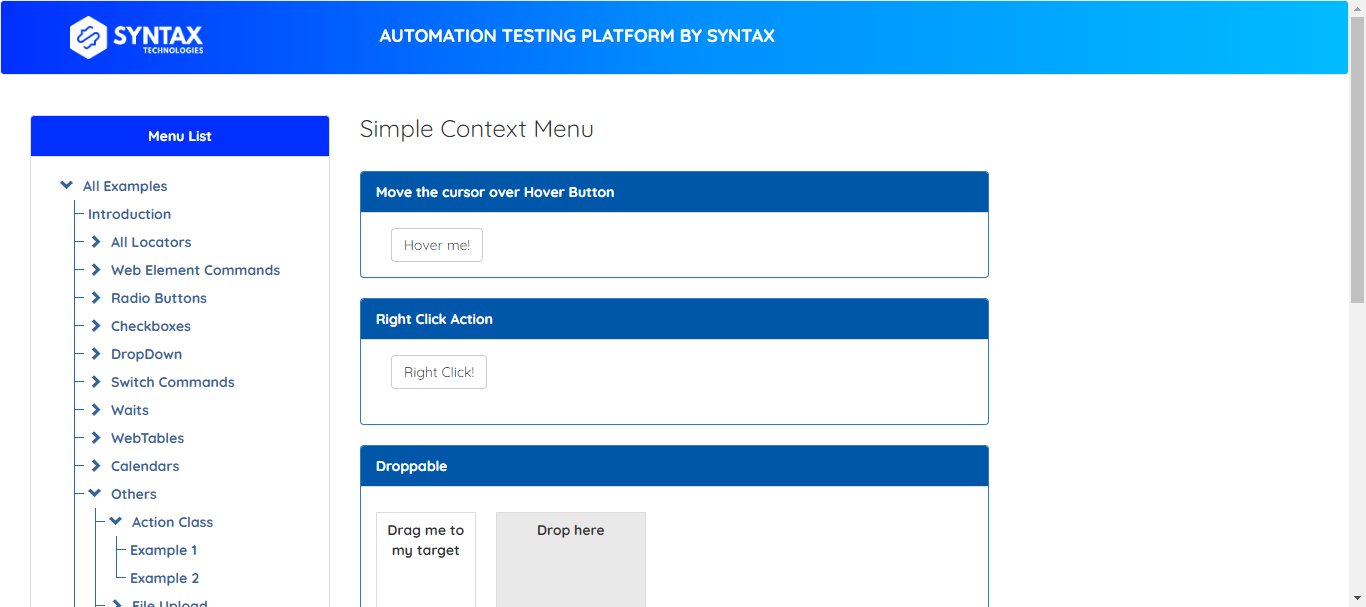 SYNTAX
TECHNOLOGIES
AUTOMATION TESTING PLATFORM BY SYNTAX
Menu List
All Examples
Introduction
All Locators
Web Element Commands
Radio Buttons
Checkboxes
DropDown
Switch Commands
Waits
WebTables
Calendars
Others
Action Class
Example 1
Example 2
File Upload
Simple Context Menu
Move the cursor over Hover Button
Hover me!
Right Click Action
Right Click!
Droppable
Drag me to
my target
Drop here